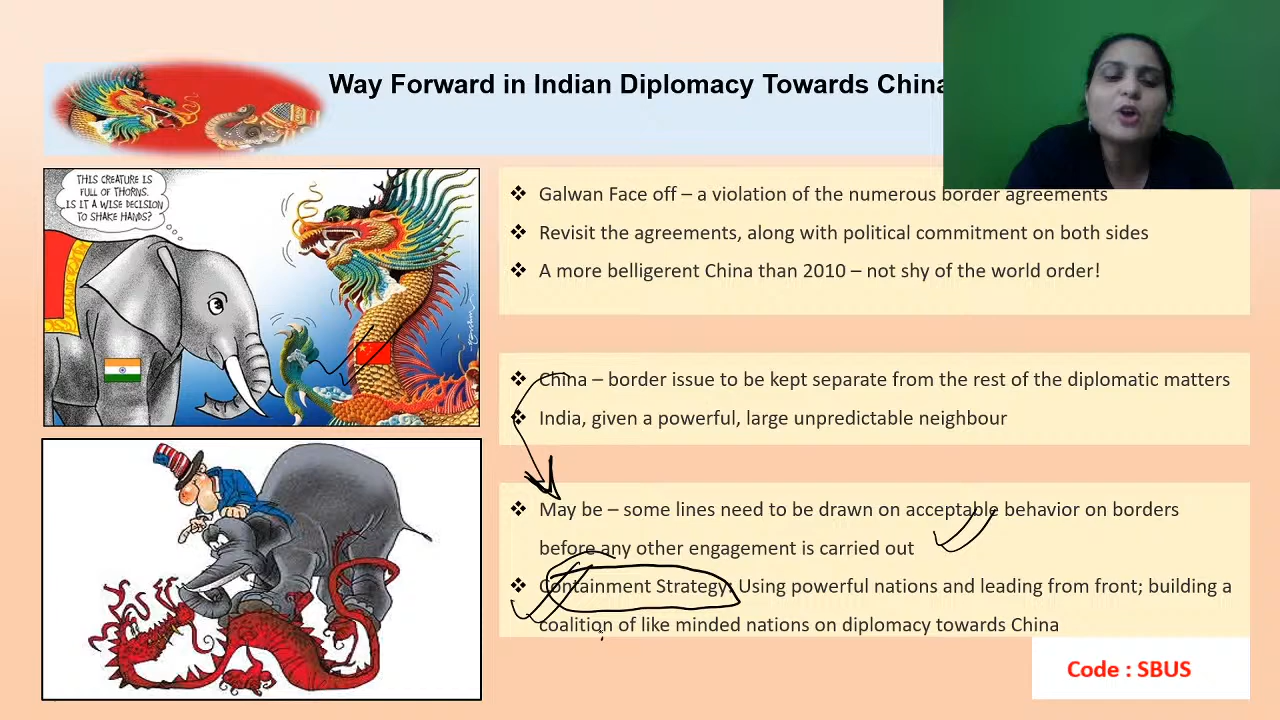 Way Forward in Indian Diplomacy Towards China
THIS CREATURE IS
FULL OF THORNS.
IS IT A WISE DECISION
TO SHAKE HANDS?
❖ Galwan Face off – a violation of the numerous border agreements
❖ Revisit the agreements, along with political commitment on both sides
❖ A more belligerent China than 2010 – not shy of the world order!
❖ China – border issue to be kept separate from the rest of the diplomatic matters
❖ India, given a powerful, large unpredictable neighbour
❖ May be – some lines need to be drawn on acceptable behavior on borders
before any other engagement is carried out
❖ Containment Strategy: Using powerful nations and leading from front; building a
coalition of like minded nations on diplomacy towards China
Code : SBUS